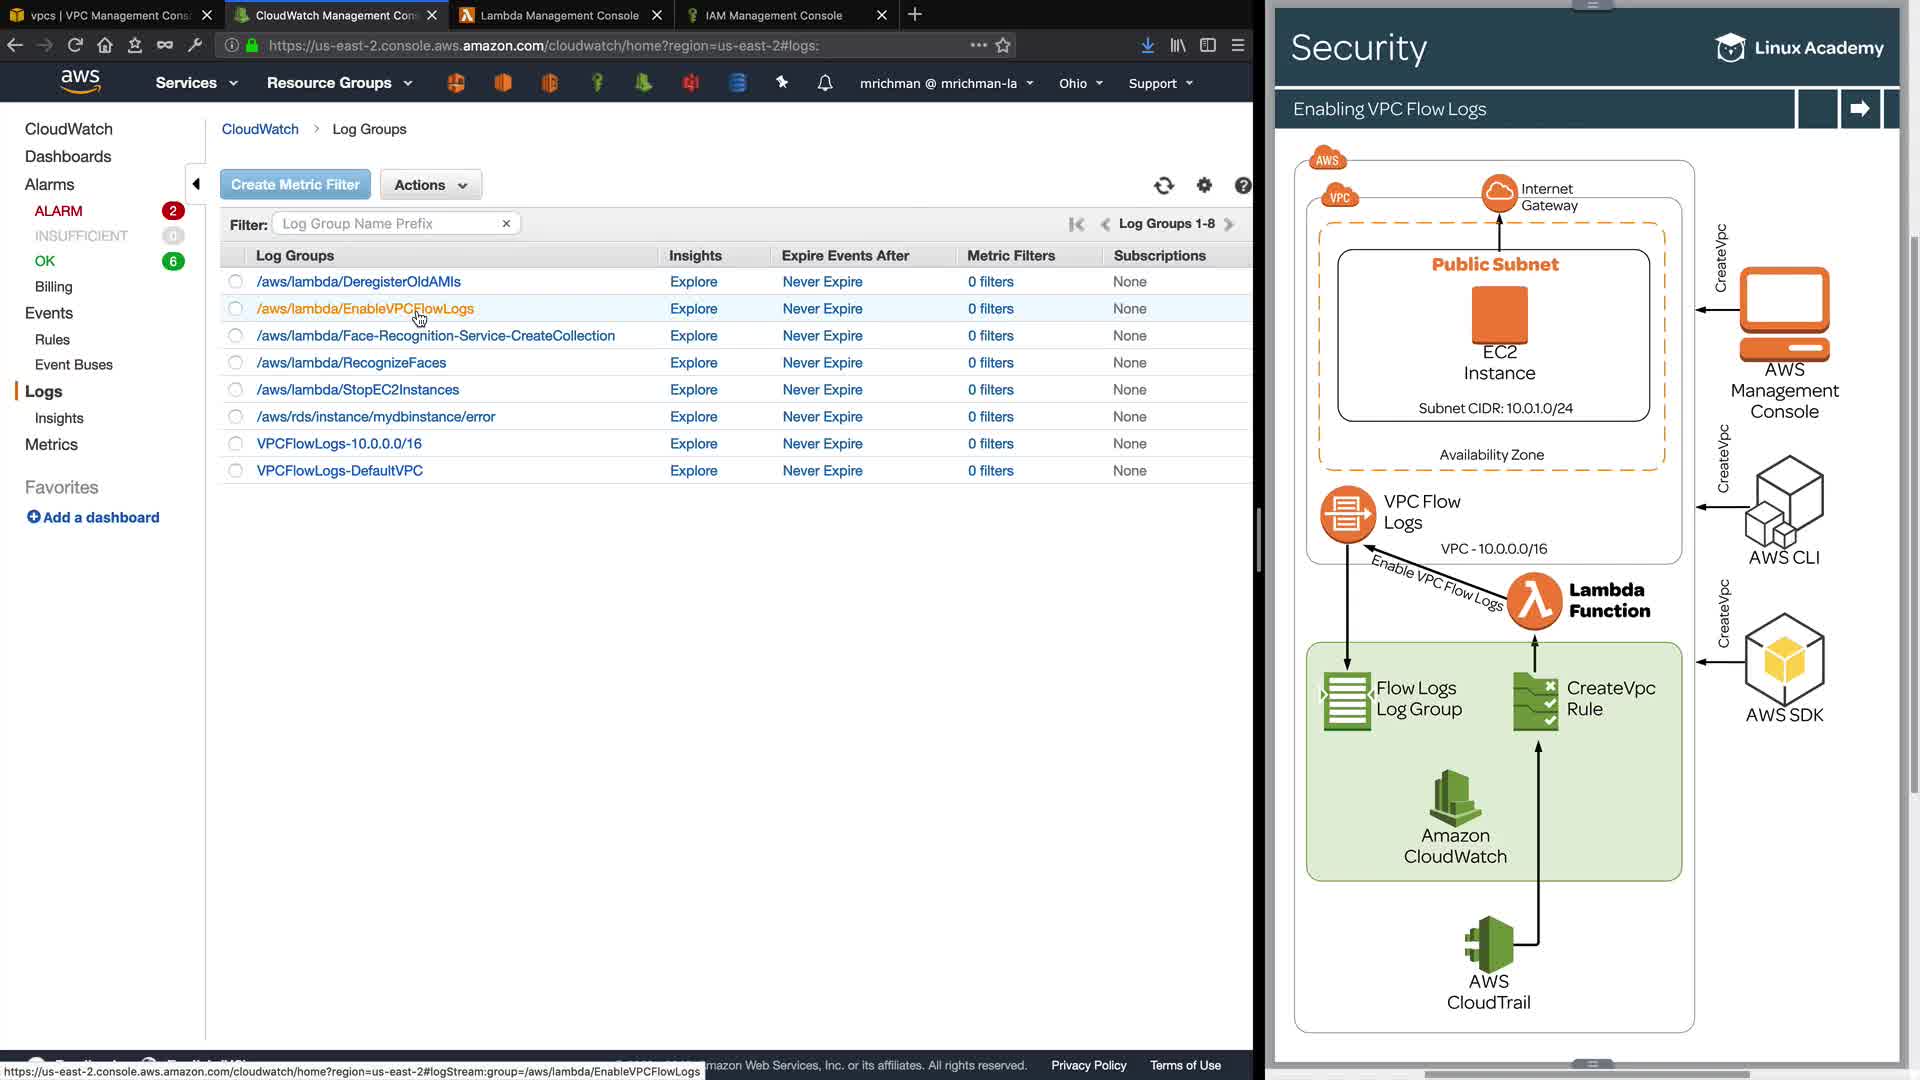 vpcs | VPC Management Cons
CloudWatch Management Con
Lambda Management Console
IAM Management Console
https://us-east-2.console.aws.amazon.com/cloudwatch/home?region=us-east-2#logs:
aws
Services
Resource Groups
mrichman @ mrichman-la
Ohio
Support
CloudWatch
Dashboards
Alarms
ALARM 2
INSUFFICIENT 0
OK 6
Billing
Events
Rules
Event Buses
Logs
Insights
Metrics
Favorites
Add a dashboard
CloudWatch > Log Groups
Create Metric Filter
Actions
Filter: Log Group Name Prefix
Log Groups 1-8
Log Groups Insights Expire Events After Metric Filters Subscriptions
/aws/lambda/DeregisterOldAMIs Explore Never Expire 0 filters None
/aws/lambda/EnableVPCFlowLogs Explore Never Expire 0 filters None
/aws/lambda/Face-Recognition-Service-CreateCollection Explore Never Expire 0 filters None
/aws/lambda/RecognizeFaces Explore Never Expire 0 filters None
/aws/lambda/StopEC2Instances Explore Never Expire 0 filters None
/aws/rds/instance/mydbinstance/error Explore Never Expire 0 filters None
VPCFlowLogs-10.0.0.0/16 Explore Never Expire 0 filters None
VPCFlowLogs-DefaultVPC Explore Never Expire 0 filters None
mazon Web Services, Inc. or its affiliates. All rights reserved.
Privacy Policy
Terms of Use
https://us-east-2.console.aws.amazon.com/cloudwatch/home?region=us-east-2#logStream:group=/aws/lambda/EnableVPCFlowLogs
Security
Linux Academy
Enabling VPC Flow Logs
AWS
VPC
Internet
Gateway
Public Subnet
EC2
Instance
Subnet CIDR: 10.0.1.0/24
Availability Zone
VPC Flow
Logs
VPC - 10.0.0.0/16
Enable VPC Flow Logs
Lambda
Function
Flow Logs
Log Group
CreateVpc
Rule
Amazon
CloudWatch
AWS
CloudTrail
CreateVpc
AWS
Management
Console
CreateVpc
AWS CLI
CreateVpc
AWS SDK